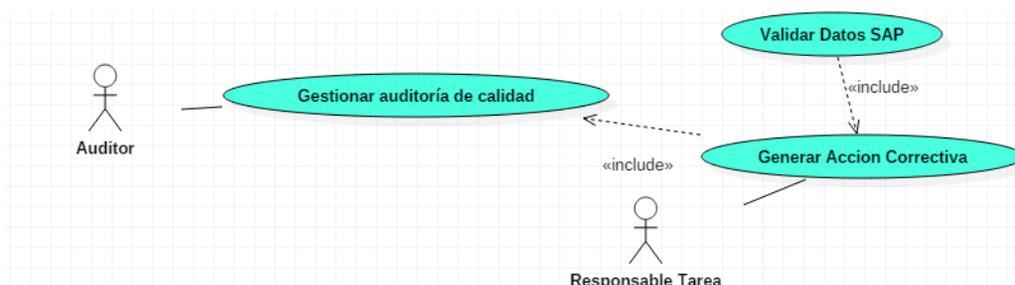 Validar Datos SAP
«include»
Gestionar auditoría de calidad
Auditor
Generar Accion Correctiva
«include»
Responsable Tarea